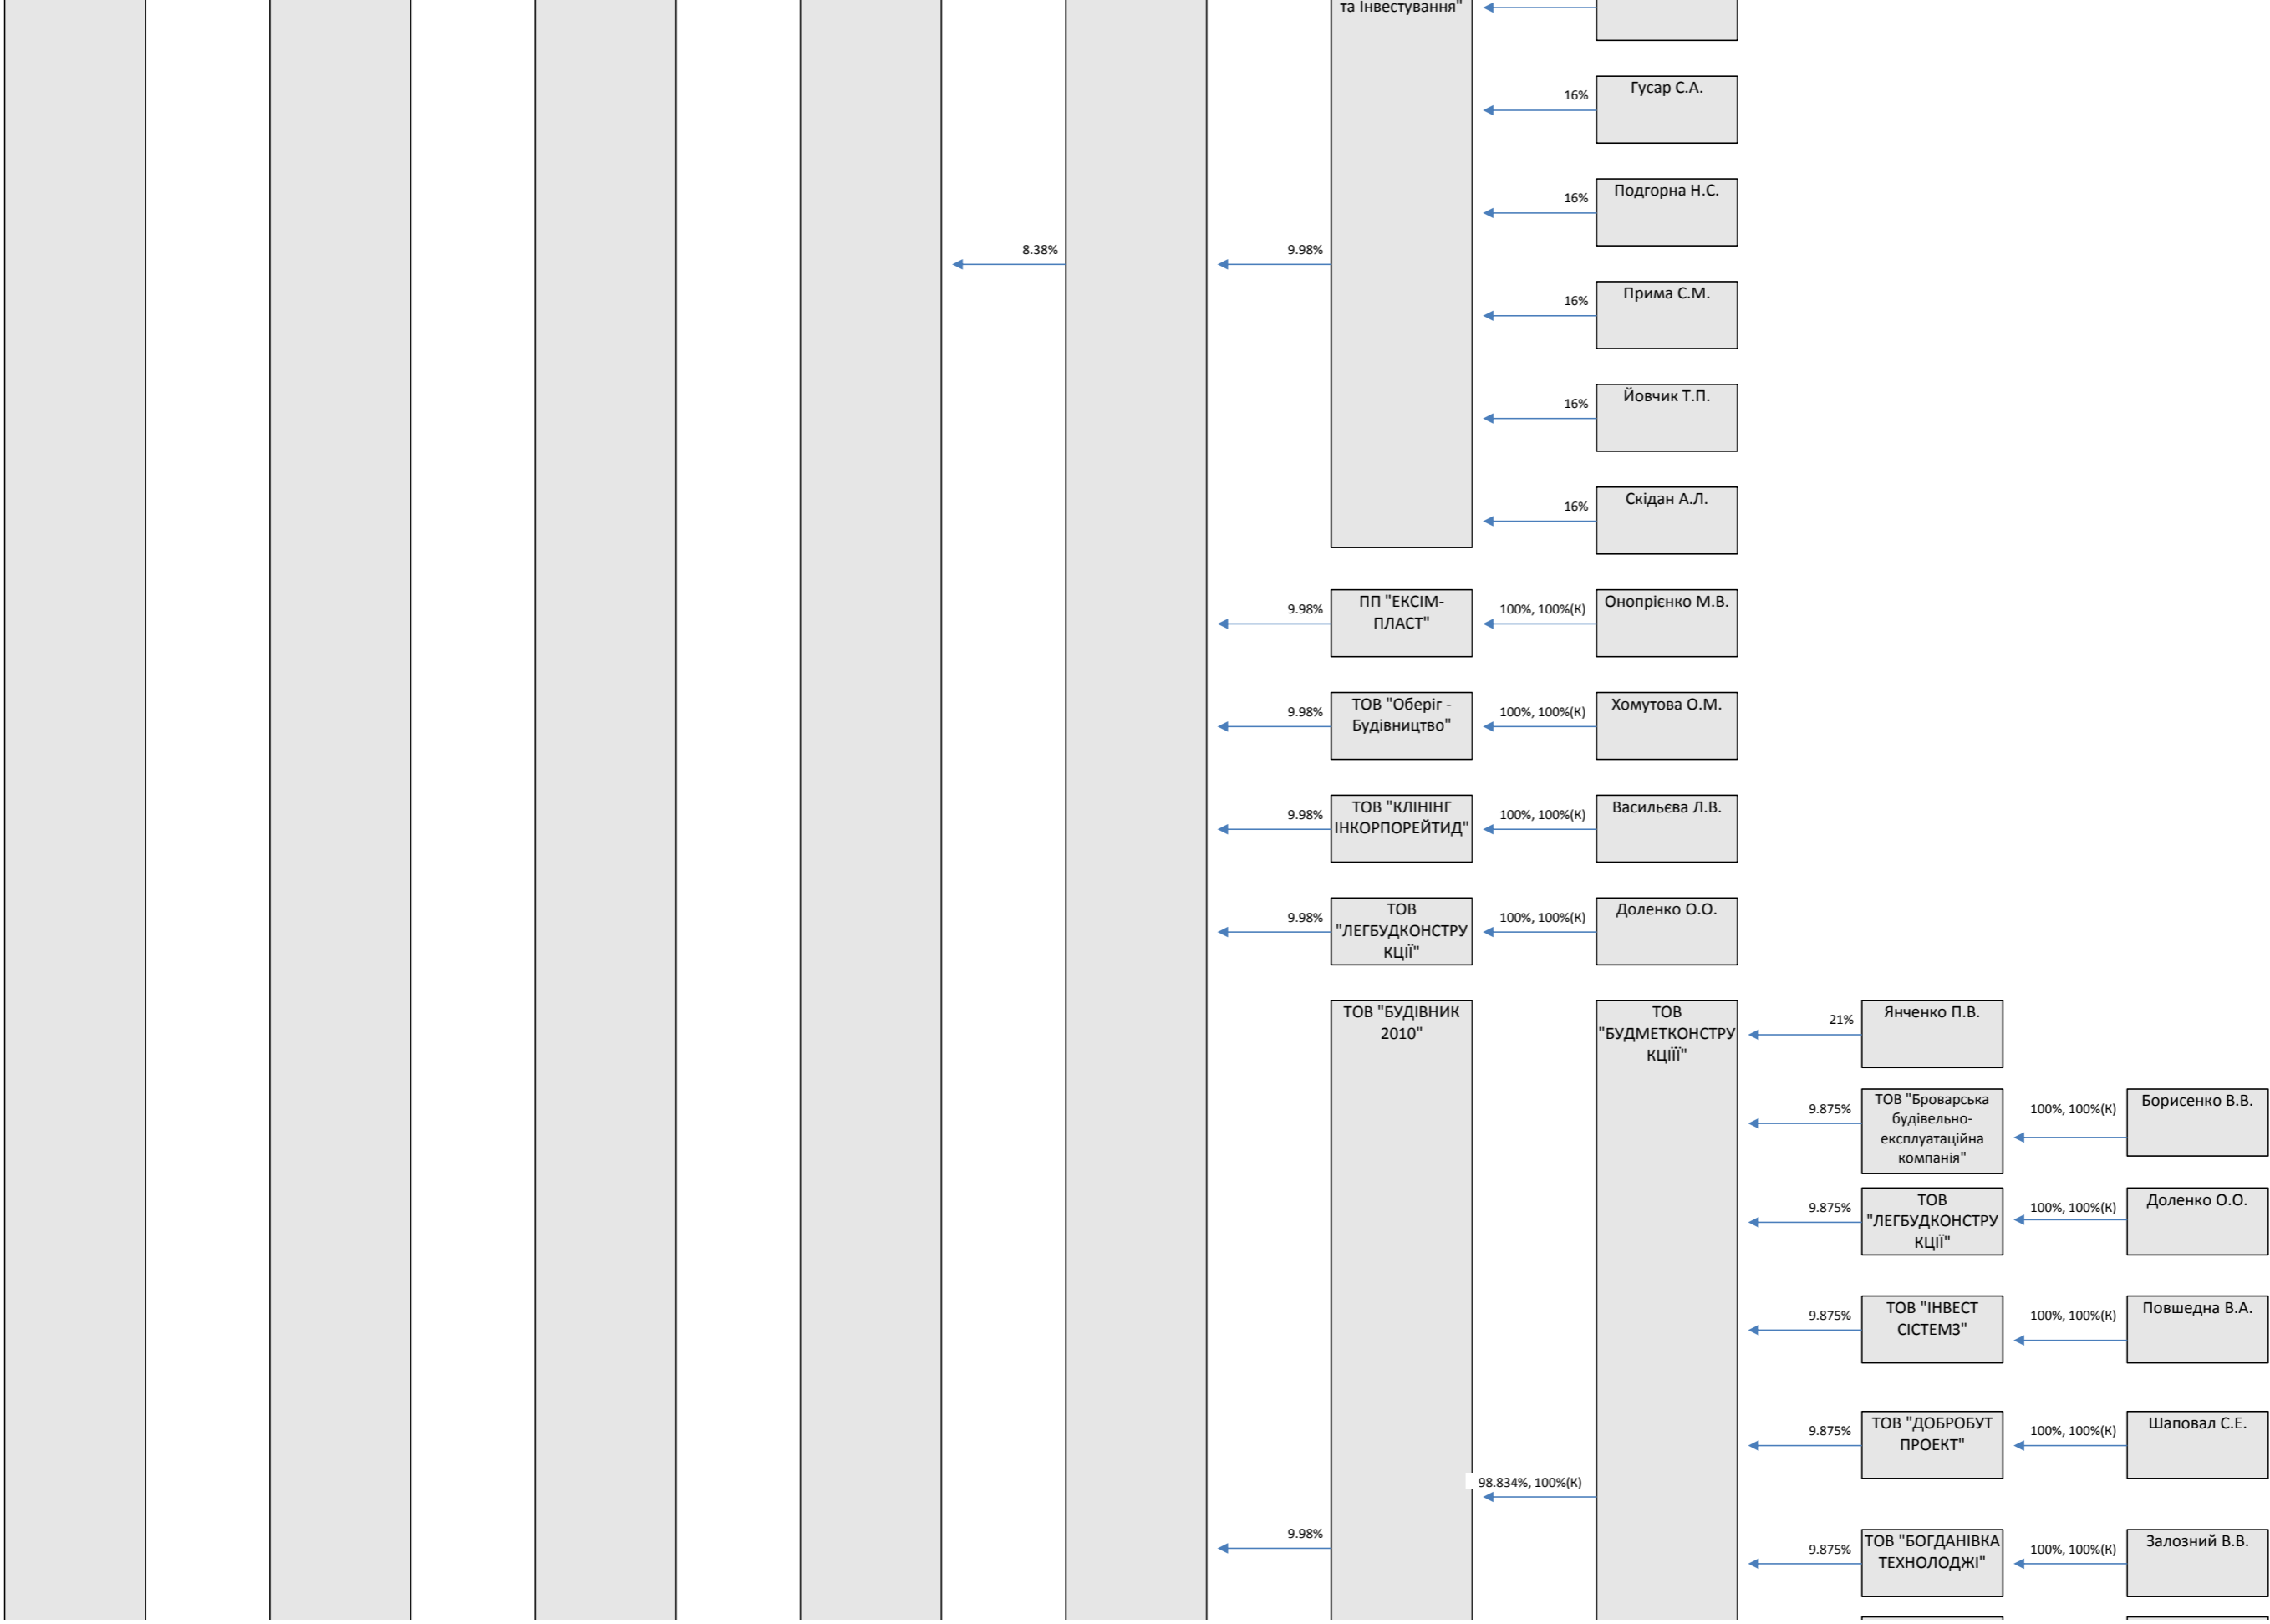 та Інвестування"
Гусар С.А.
16%
Подгорна Н.С.
16%
8.38%
9.98%
Прима С.М.
16%
Йовчик Т.П.
16%
Скідан А.Л.
16%
ПП "ЕКСІМ-
ПЛАСТ"
9.98%
100%, 100%(К)
Онопрієнко М.В.
ТОВ "Оберіг -
Будівництво"
9.98%
100%, 100%(К)
Хомутова О.М.
ТОВ "КЛІНІНГ
ІНКОРПОРЕЙТИД"
9.98%
100%, 100%(К)
Васильєва Л.В.
ТОВ
"ЛЕГБУДКОНСТРУ
КЦІЇ"
9.98%
100%, 100%(К)
Доленко О.О.
ТОВ "БУДІВНИК
2010"
ТОВ
"БУДМЕТКОНСТРУ
КЦІЇЇ"
21%
Янченко П.В.
9.875%
ТОВ "Броварська
будівельно-
експлуатаційна
компанія"
100%, 100%(К)
Борисенко В.В.
9.875%
ТОВ
"ЛЕГБУДКОНСТРУ
КЦІЇ"
100%, 100%(К)
Доленко О.О.
9.875%
ТОВ "ІНВЕСТ
СІСТЕМЗ"
100%, 100%(К)
Повшедна В.А.
9.875%
ТОВ "ДОБРОБУТ
ПРОЕКТ"
100%, 100%(К)
Шаповал С.Е.
98.834%, 100%(К)
9.98%
9.875%
ТОВ "БОГДАНІВКА
ТЕХНОЛОДЖІ"
100%, 100%(К)
Залозний В.В.